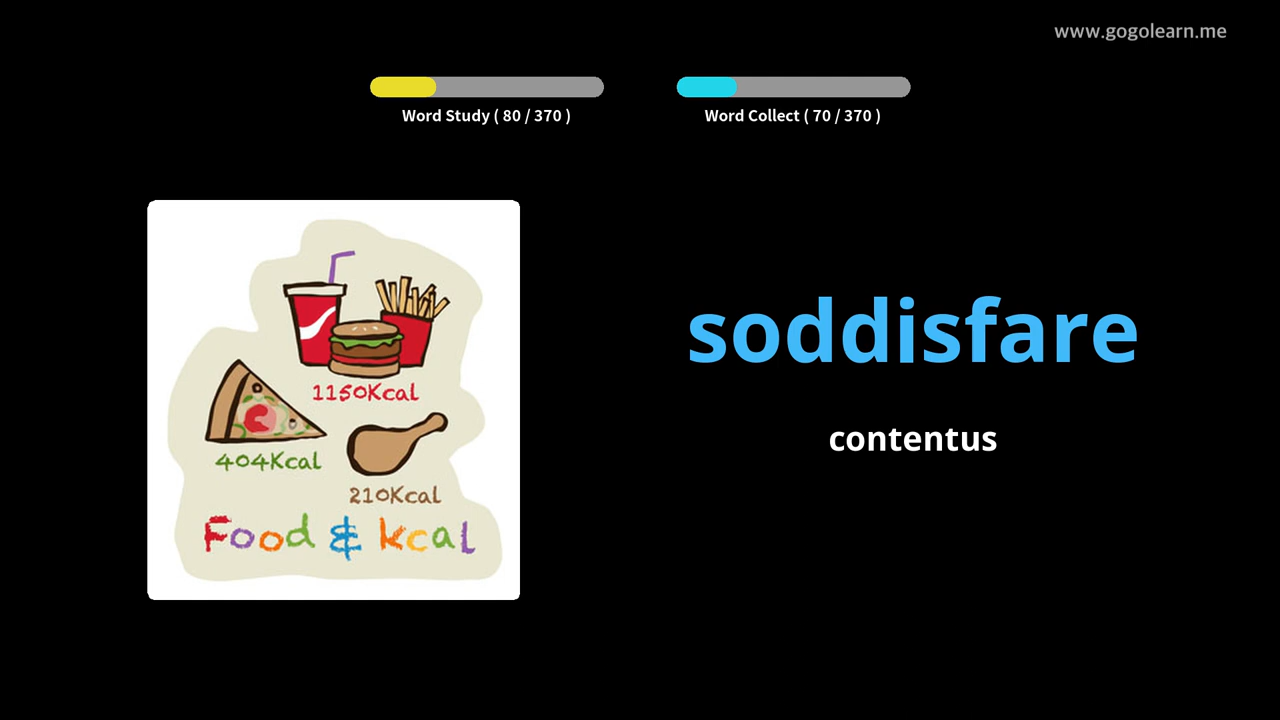 www.gogolearn.me
Word Study ( 80 / 370 )
Word Collect ( 70 / 370 )
1150Kcal
404Kcal
210Kcal
Food & kcal
soddisfare
contentus